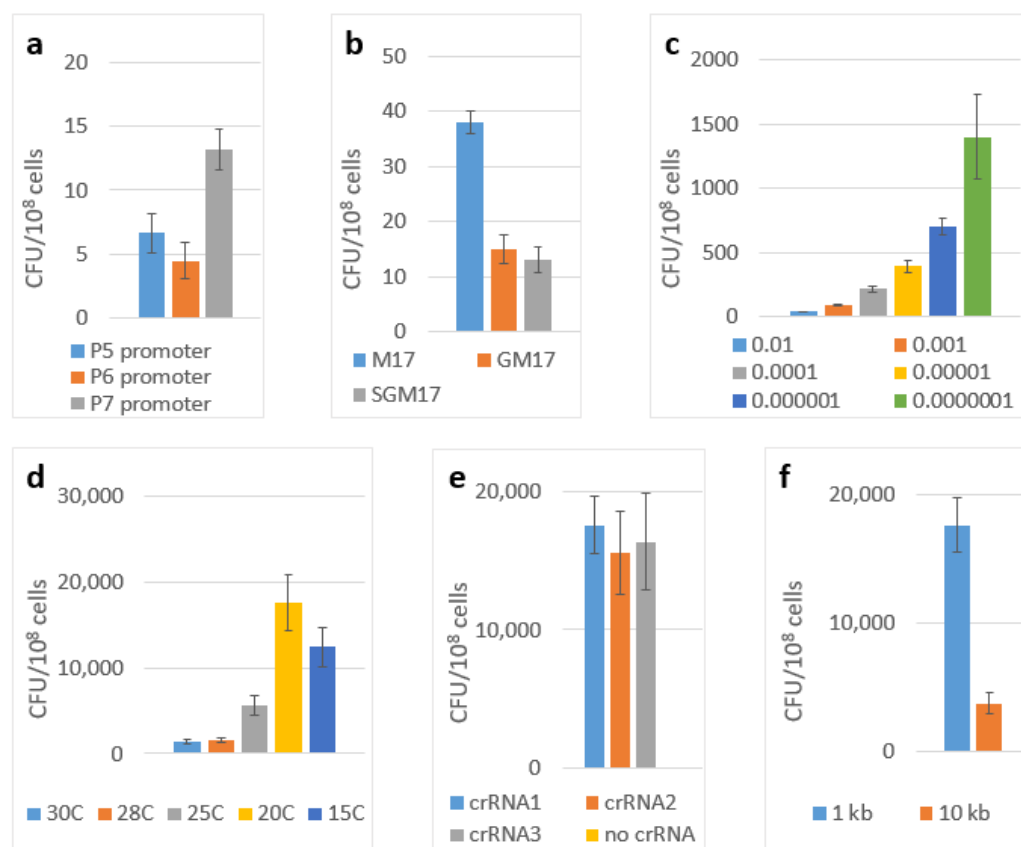 a
20
15
10
5
0
CFU/10⁸ cells
P5 promoter
P6 promoter
P7 promoter
b
50
40
30
20
10
0
CFU/10⁸ cells
M17 GM17
SGM17
c
2000
1500
1000
500
0
CFU/10⁸ cells
0.01 0.001
0.0001 0.00001
0.000001 0.0000001
d
30,000
20,000
10,000
0
CFU/10⁸ cells
30C 28C 25C 20C 15C
e
20,000
10,000
0
CFU/10⁸ cells
crRNA1 crRNA2
crRNA3 no crRNA
f
20,000
10,000
0
CFU/10⁸ cells
1 kb 10 kb